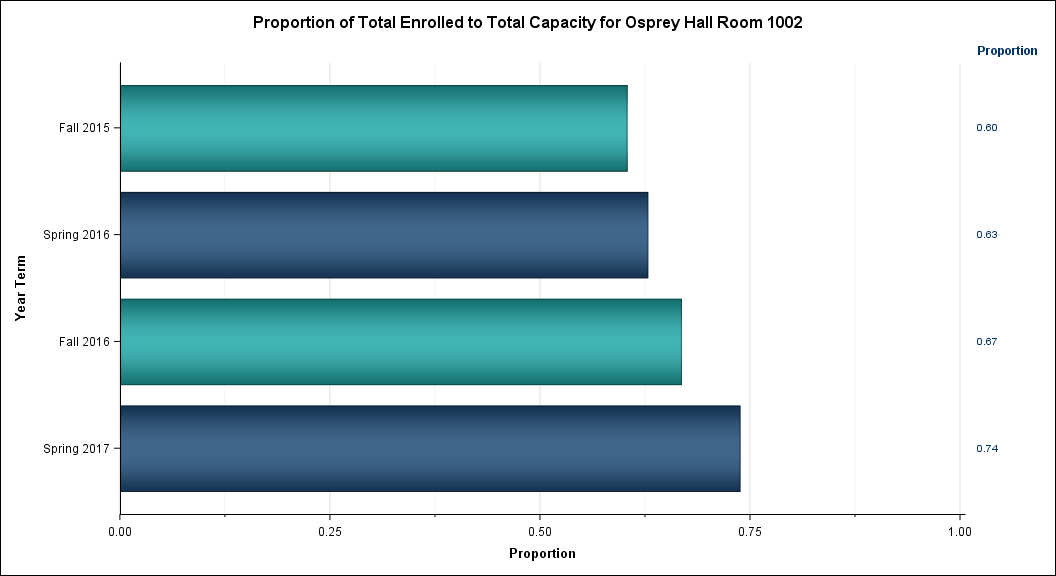 Proportion of Total Enrolled to Total Capacity for Osprey Hall Room 1002
Proportion
Fall 2015 0.60
Spring 2016 0.63
Fall 2016 0.67
Spring 2017 0.74
Year Term
0.00 0.25 0.50 0.75 1.00
Proportion